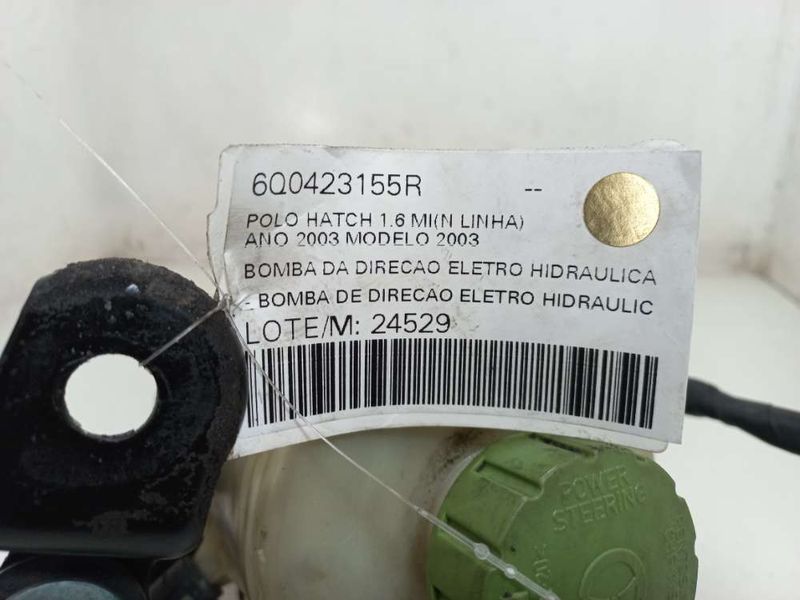 6Q0423155R --
POLO HATCH 1.6 MI(N LINHA)
ANO 2003 MODELO 2003
BOMBA DA DIRECAO ELETRO HIDRAULICA
- BOMBA DE DIRECAO ELETRO HIDRAULIC
LOTE/M: 24529
POWER
STEERING